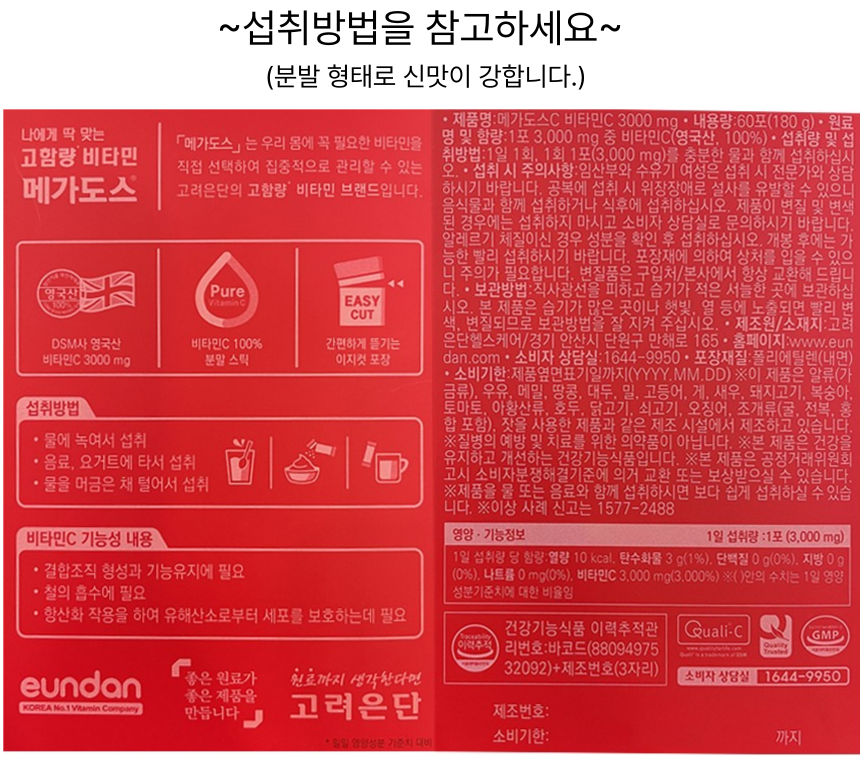 ~섭취방법을 참고하세요~
(분발 형태로 신맛이 강합니다.)
나에게 딱 맞는
고함량* 비타민
메가도스®
「메가도스」는 우리 몸에 꼭 필요한 비타민을
직접 선택하여 집중적으로 관리할 수 있는
고려은단의 고함량* 비타민 브랜드입니다.
영국산
100%
DSM사 영국산
비타민C 3000 mg
Pure
Vitamin C
비타민C 100%
분말 스틱
EASY
CUT
간편하게 뜯기는
이지컷 포장
섭취방법
• 물에 녹여서 섭취
• 음료, 요거트에 타서 섭취
• 물을 머금은 채 털어서 섭취
비타민C 기능성 내용
• 결합조직 형성과 기능유지에 필요
• 철의 흡수에 필요
• 항산화 작용을 하여 유해산소로부터 세포를 보호하는데 필요
eundan
KOREA No.1 Vitamin Company
「좋은 원료가
좋은 제품을
만듭니다」
원료까지 생각한다면
고려은단
* 일일 영양성분 기준치 대비
• 제품명:메가도스C 비타민C 3000 mg • 내용량:60포(180 g) • 원료
명 및 함량:1포 3,000 mg 중 비타민C(영국산, 100%) • 섭취량 및 섭
취방법:1일 1회, 1회 1포(3,000 mg)를 충분한 물과 함께 섭취하십시
오. • 섭취 시 주의사항:임산부와 수유기 여성은 섭취 시 전문가와 상담
하시기 바랍니다. 공복에 섭취 시 위장장애로 설사를 유발할 수 있으니
음식물과 함께 섭취하거나 식후에 섭취하십시오. 제품이 변질 및 변색
된 경우에는 섭취하지 마시고 소비자 상담실로 문의하시기 바랍니다.
알레르기 체질이신 경우 성분을 확인 후 섭취하십시오. 개봉 후에는 가
능한 빨리 섭취하시기 바랍니다. 포장재에 의하여 상처를 입을 수 있으
니 주의가 필요합니다. 변질품은 구입처/본사에서 항상 교환해 드립니
다. • 보관방법:직사광선을 피하고 습기가 적은 서늘한 곳에 보관하십
시오. 본 제품은 습기가 많은 곳이나 햇빛, 열 등에 노출되면 빨리 변
색, 변질되므로 보관방법을 잘 지켜 주십시오. • 제조원/소재지:고려
은단헬스케어/경기 안산시 단원구 만해로 165 • 홈페이지:www.eun
dan.com • 소비자 상담실:1644-9950 • 포장재질:폴리에틸렌(내면)
• 소비기한:제품옆면표기일까지(YYYY.MM.DD) ※이 제품은 알류(가
금류), 우유, 메밀, 땅콩, 대두, 밀, 고등어, 게, 새우, 돼지고기, 복숭아,
토마토, 아황산류, 호두, 닭고기, 쇠고기, 오징어, 조개류(굴, 전복, 홍
합 포함), 잣을 사용한 제품과 같은 제조 시설에서 제조하고 있습니다.
※질병의 예방 및 치료를 위한 의약품이 아닙니다. ※본 제품은 건강을
유지하고 개선하는 건강기능식품입니다. ※본 제품은 공정거래위원회
고시 소비자분쟁해결기준에 의거 교환 또는 보상받으실 수 있습니다.
※제품을 물 또는 음료와 함께 섭취하시면 보다 쉽게 섭취하실 수 있습
니다. ※이상 사례 신고는 1577-2488
영양·기능정보 1일 섭취량 :1포 (3,000 mg)
1일 섭취량 당 함량:열량 10 kcal, 탄수화물 3 g(1%), 단백질 0 g(0%), 지방 0 g
(0%), 나트륨 0 mg(0%), 비타민C 3,000 mg(3,000%) ※( )안의 수치는 1일 영양
성분기준치에 대한 비율임
Traceability
이력추적
건강기능식품 이력추적관
리번호:바코드(88094975
32092)+제조번호(3자리)
Quali®-C
www.qualityforlife.com
Quali® is a trademark of DSM
Quality
Trusted
GMP
소비자 상담실 1644-9950
제조번호:
소비기한: 까지